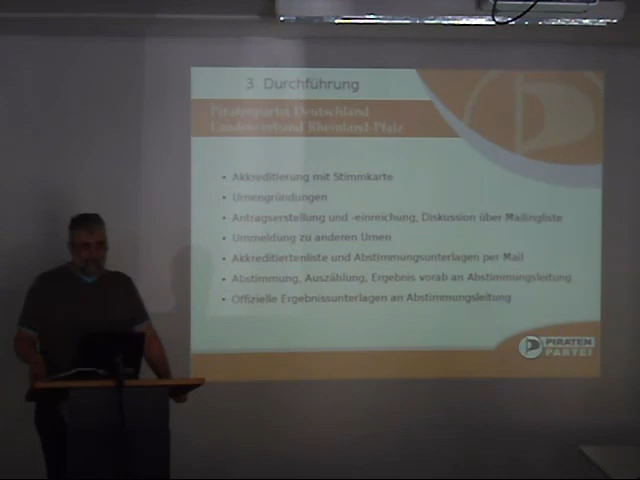 3. Durchführung
Piratenpartei Deutschland
Landesverband Rheinland-Pfalz
• Akkreditierung mit Stimmkarte
• Urnengründungen
• Antragserstellung und -einreichung, Diskussion über Mailingliste
• Ummeldung zu anderen Urnen
• Akkreditiertenliste und Abstimmungsunterlagen per Mail
• Abstimmung, Auszählung, Ergebnis vorab an Abstimmungsleitung
• Offizielle Ergebnisunterlagen an Abstimmungsleitung
PIRATEN
PARTEI